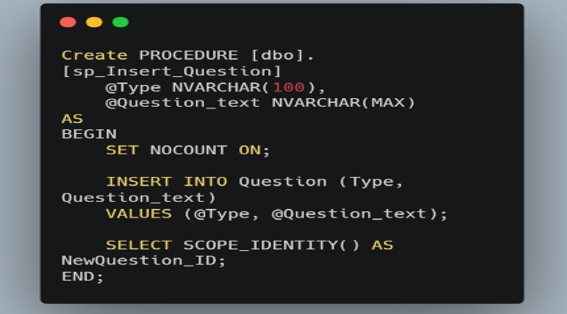 Create PROCEDURE [dbo].
[sp_Insert_Question]
    @Type NVARCHAR(100),
    @Question_text NVARCHAR(MAX)
AS
BEGIN
    SET NOCOUNT ON;

    INSERT INTO Question (Type,
Question_text)
    VALUES (@Type, @Question_text);

    SELECT SCOPE_IDENTITY() AS
NewQuestion_ID;
END;